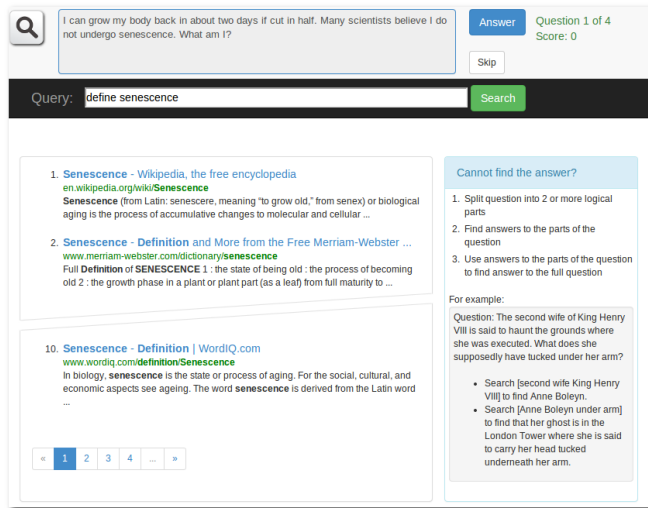 I can grow my body back in about two days if cut in half. Many scientists believe I do
not undergo senescence. What am I?
Answer
Question 1 of 4
Score: 0
Skip
Query:
define senescence
Search
1. Senescence - Wikipedia, the free encyclopedia
en.wikipedia.org/wiki/Senescence
Senescence (from Latin: senescere, meaning "to grow old," from senex) or biological
aging is the process of accumulative changes to molecular and cellular ...
2. Senescence - Definition and More from the Free Merriam-Webster ...
www.merriam-webster.com/dictionary/senescence
Full Definition of SENESCENCE 1 : the state of being old : the process of becoming
old 2 : the growth phase in a plant or plant part (as a leaf) from full maturity to ...
10. Senescence - Definition | WordIQ.com
www.wordiq.com/definition/Senescence
In biology, senescence is the state or process of aging. For the social, cultural, and
economic aspects see ageing. The word senescence is derived from the Latin word
...
« 1 2 3 4 ... »
Cannot find the answer?
1. Split question into 2 or more logical
parts
2. Find answers to the parts of the
question
3. Use answers to the parts of the question
to find answer to the full question
For example:
Question: The second wife of King Henry
VIII is said to haunt the grounds where
she was executed. What does she
supposedly have tucked under her arm?
• Search [second wife King Henry
VIII] to find Anne Boleyn.
• Search [Anne Boleyn under arm]
to find that her ghost is in the
London Tower where she is said
to carry her head tucked
underneath her arm.